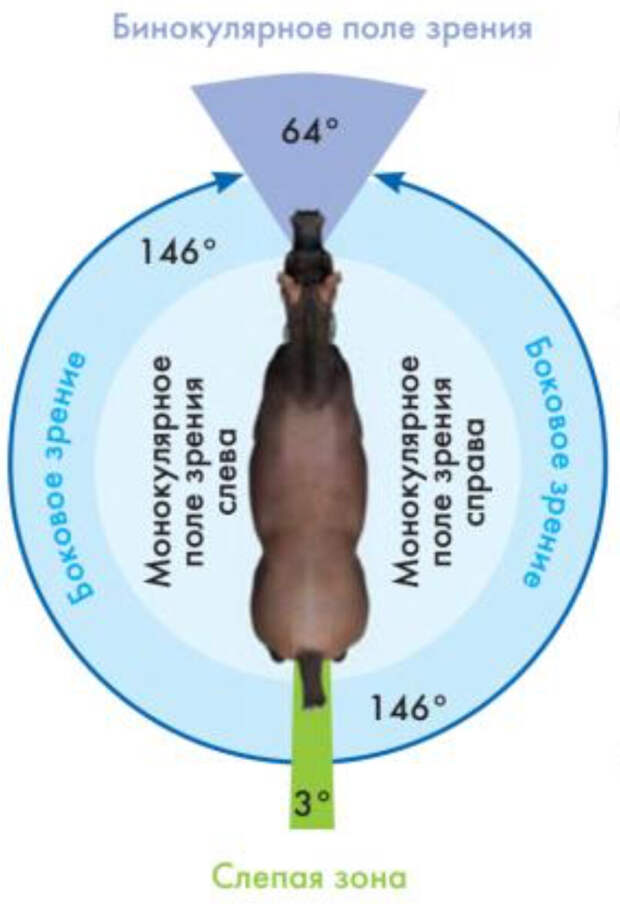 Бинокулярное поле зрения
64°
146°
Боковое зрение
Монокулярное
поле зрения
слева
Монокулярное
поле зрения
справа
Боковое зрение
146°
3°
Слепая зона